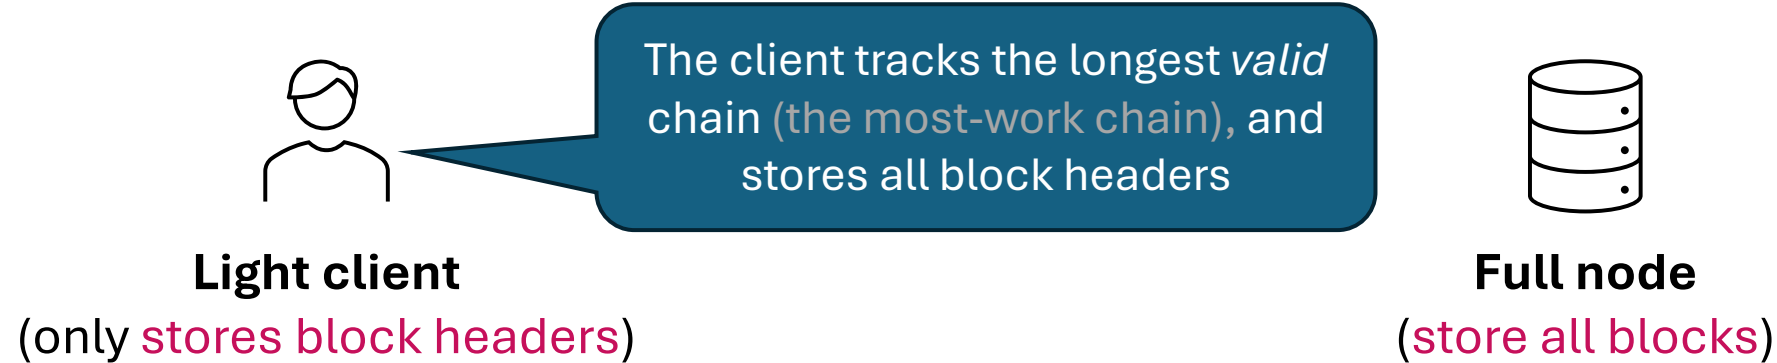 The client tracks the longest valid
chain (the most-work chain), and
stores all block headers
Light client
(only stores block headers)
Full node
(store all blocks)